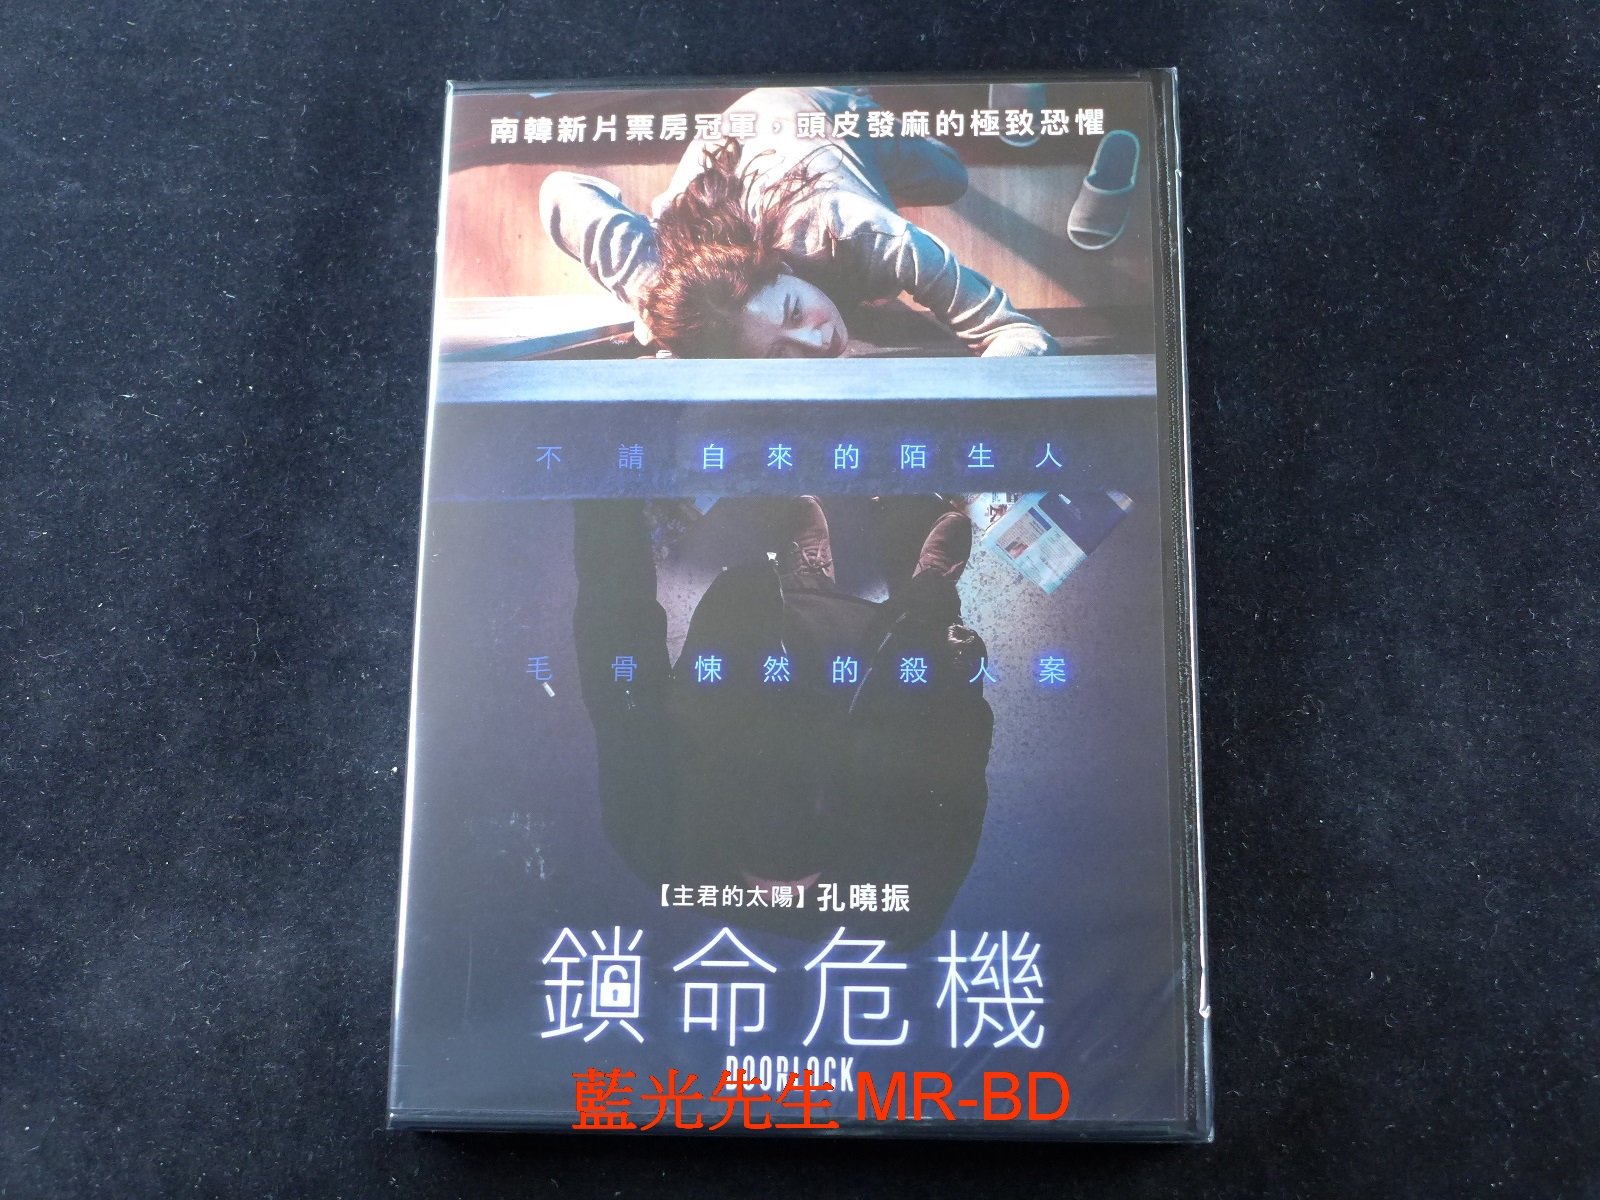 南韓新片票房冠軍，頭皮發麻的極致恐懼
不請自來的陌生人
毛骨悚然的殺人案
【主君的太陽】孔曉振
鎖命危機
DOORLOCK
藍光先生 MR-BD